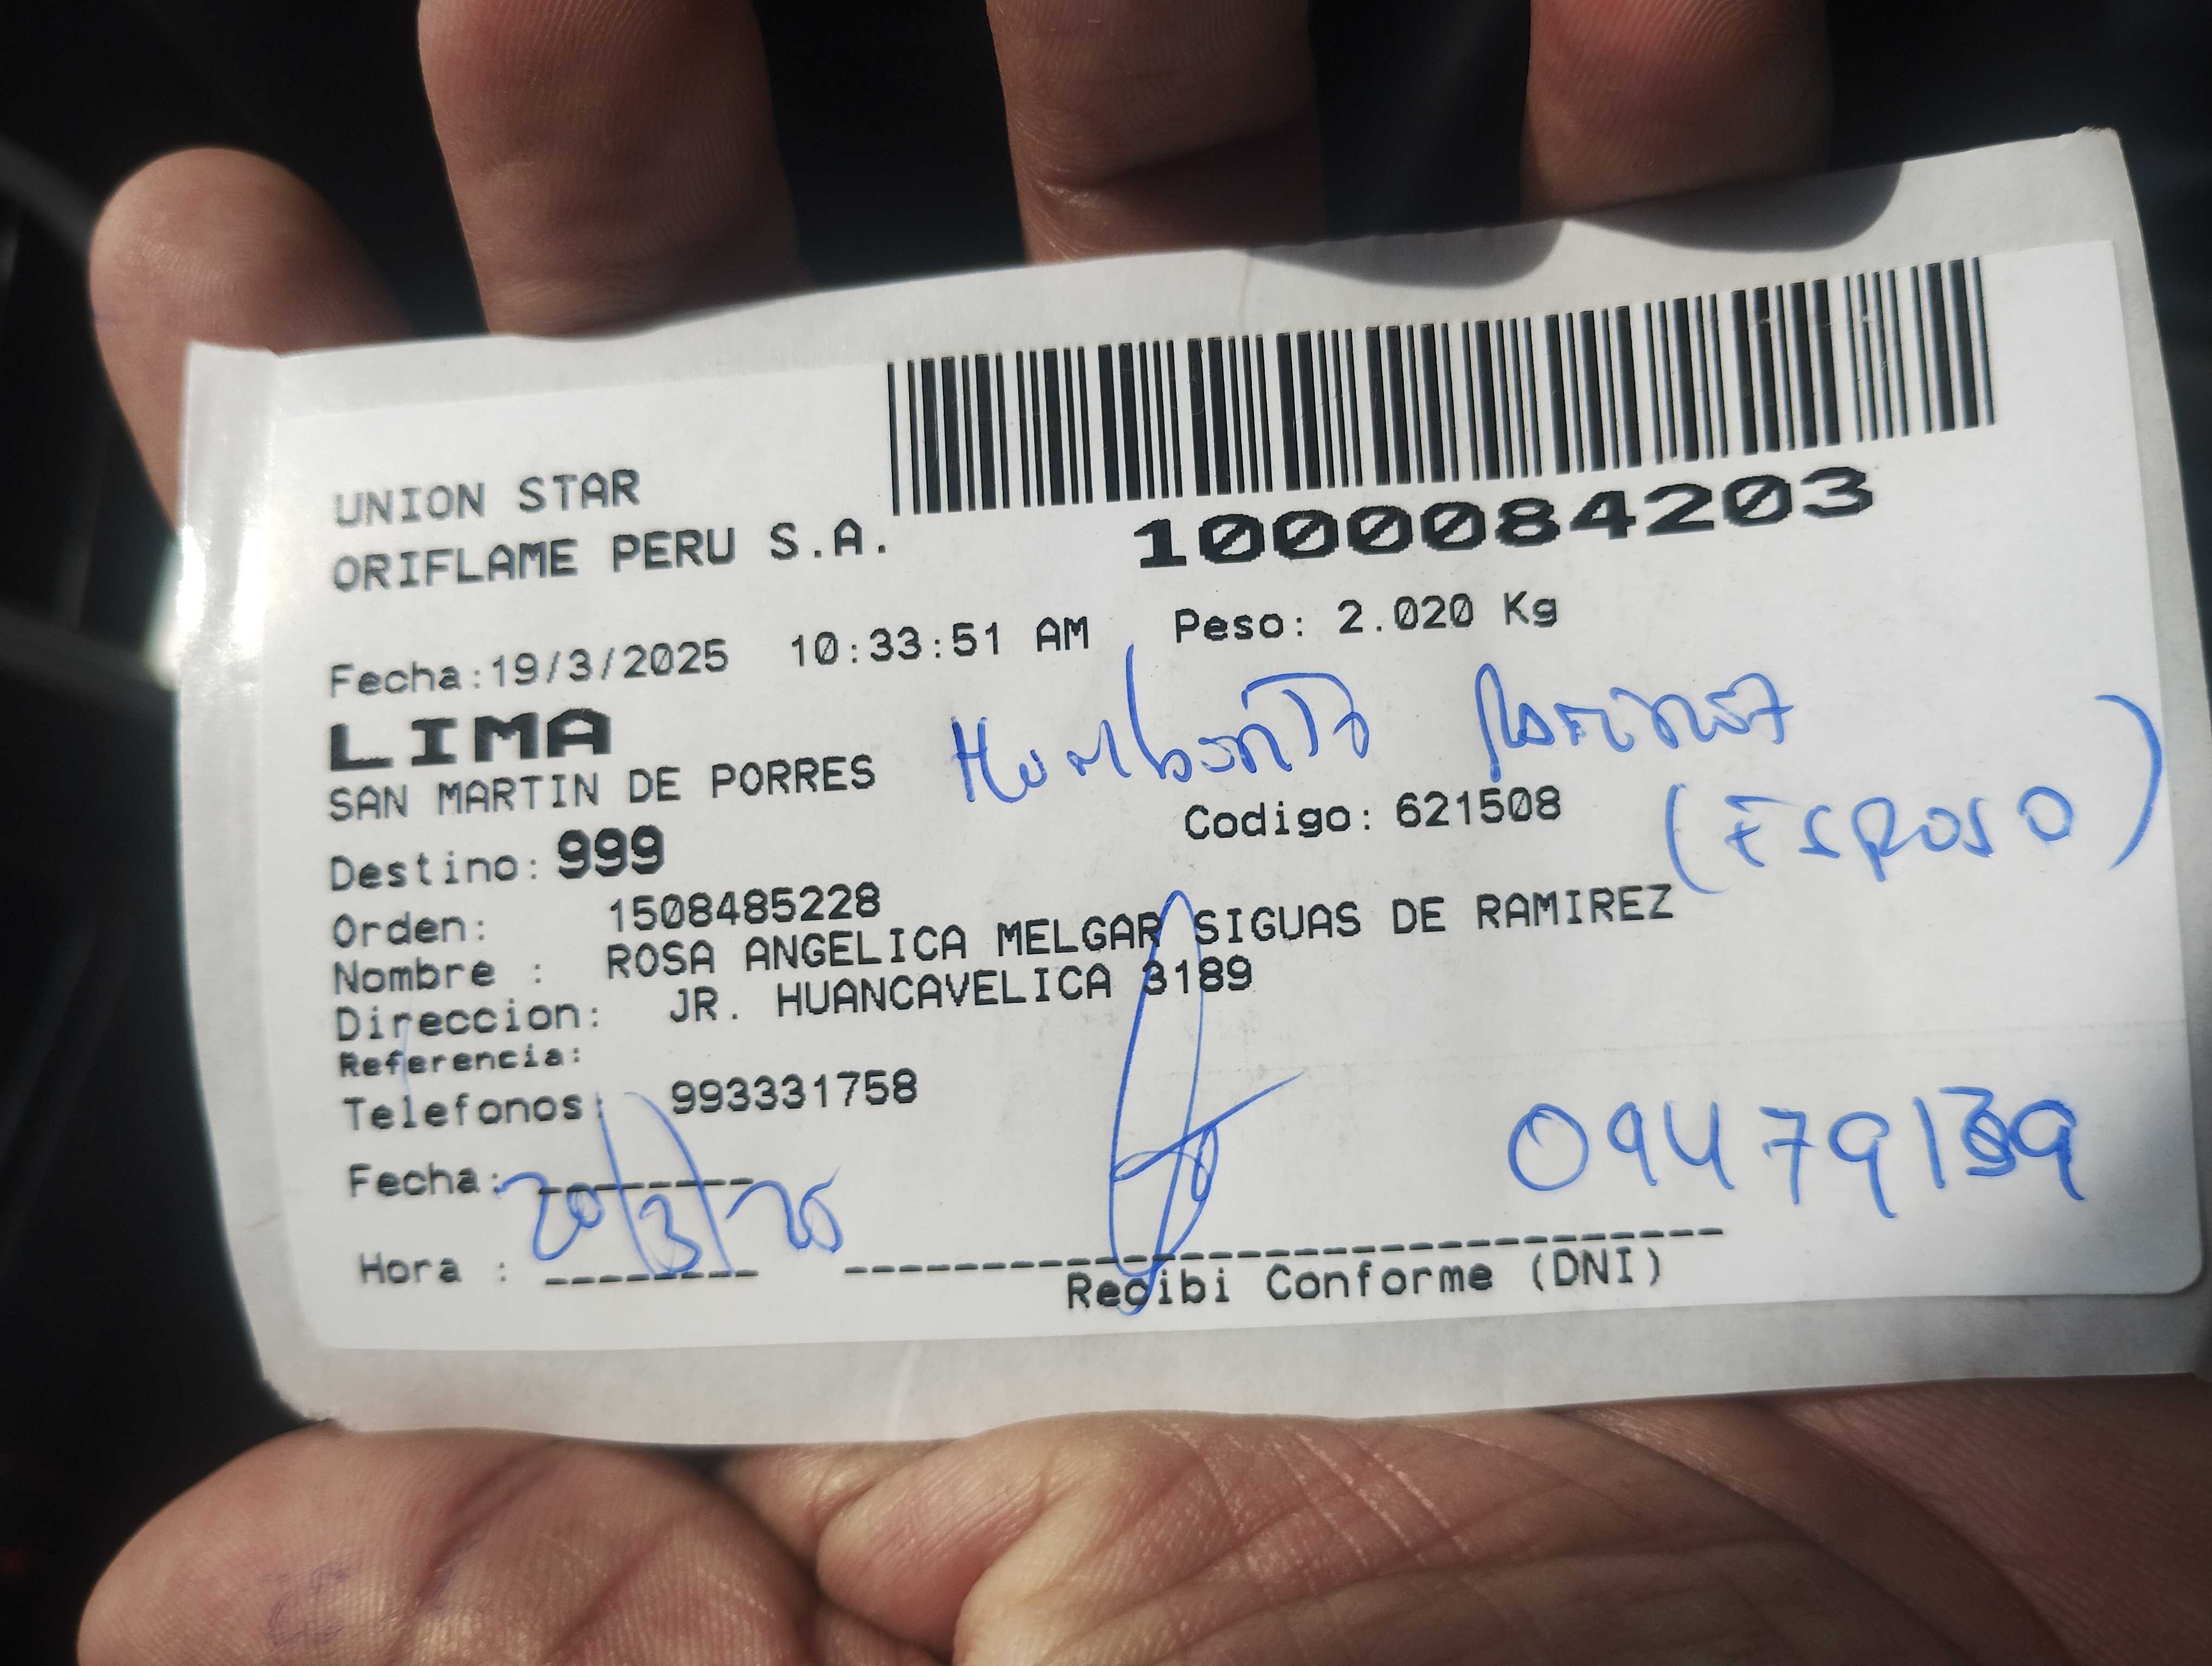 UNION STAR
ORIFLAME PERU S.A.
1000084203
Fecha:19/3/2025 10:33:51 AM Peso: 2.020 Kg
LIMA
Humberto Ramirez
SAN MARTIN DE PORRES
Codigo: 621508 (ESPOSO)
Destino: 999
Orden: 1508485228
Nombre : ROSA ANGELICA MELGAR SIGUAS DE RAMIREZ
Direccion: JR. HUANCAVELICA 3189
Referencia:
Telefonos: 993331758
Fecha: 20/3/25
Hora :
Recibi Conforme (DNI)